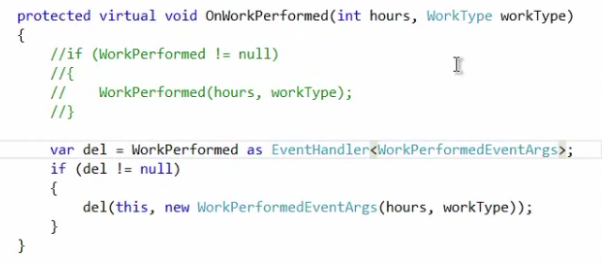 protected virtual void OnWorkPerformed(int hours, WorkType workType)
{
    //if (WorkPerformed != null)
    //{
    //    WorkPerformed(hours, workType);
    //}

    var del = WorkPerformed as EventHandler<WorkPerformedEventArgs>;
    if (del != null)
    {
        del(this, new WorkPerformedEventArgs(hours, workType));
    }
}